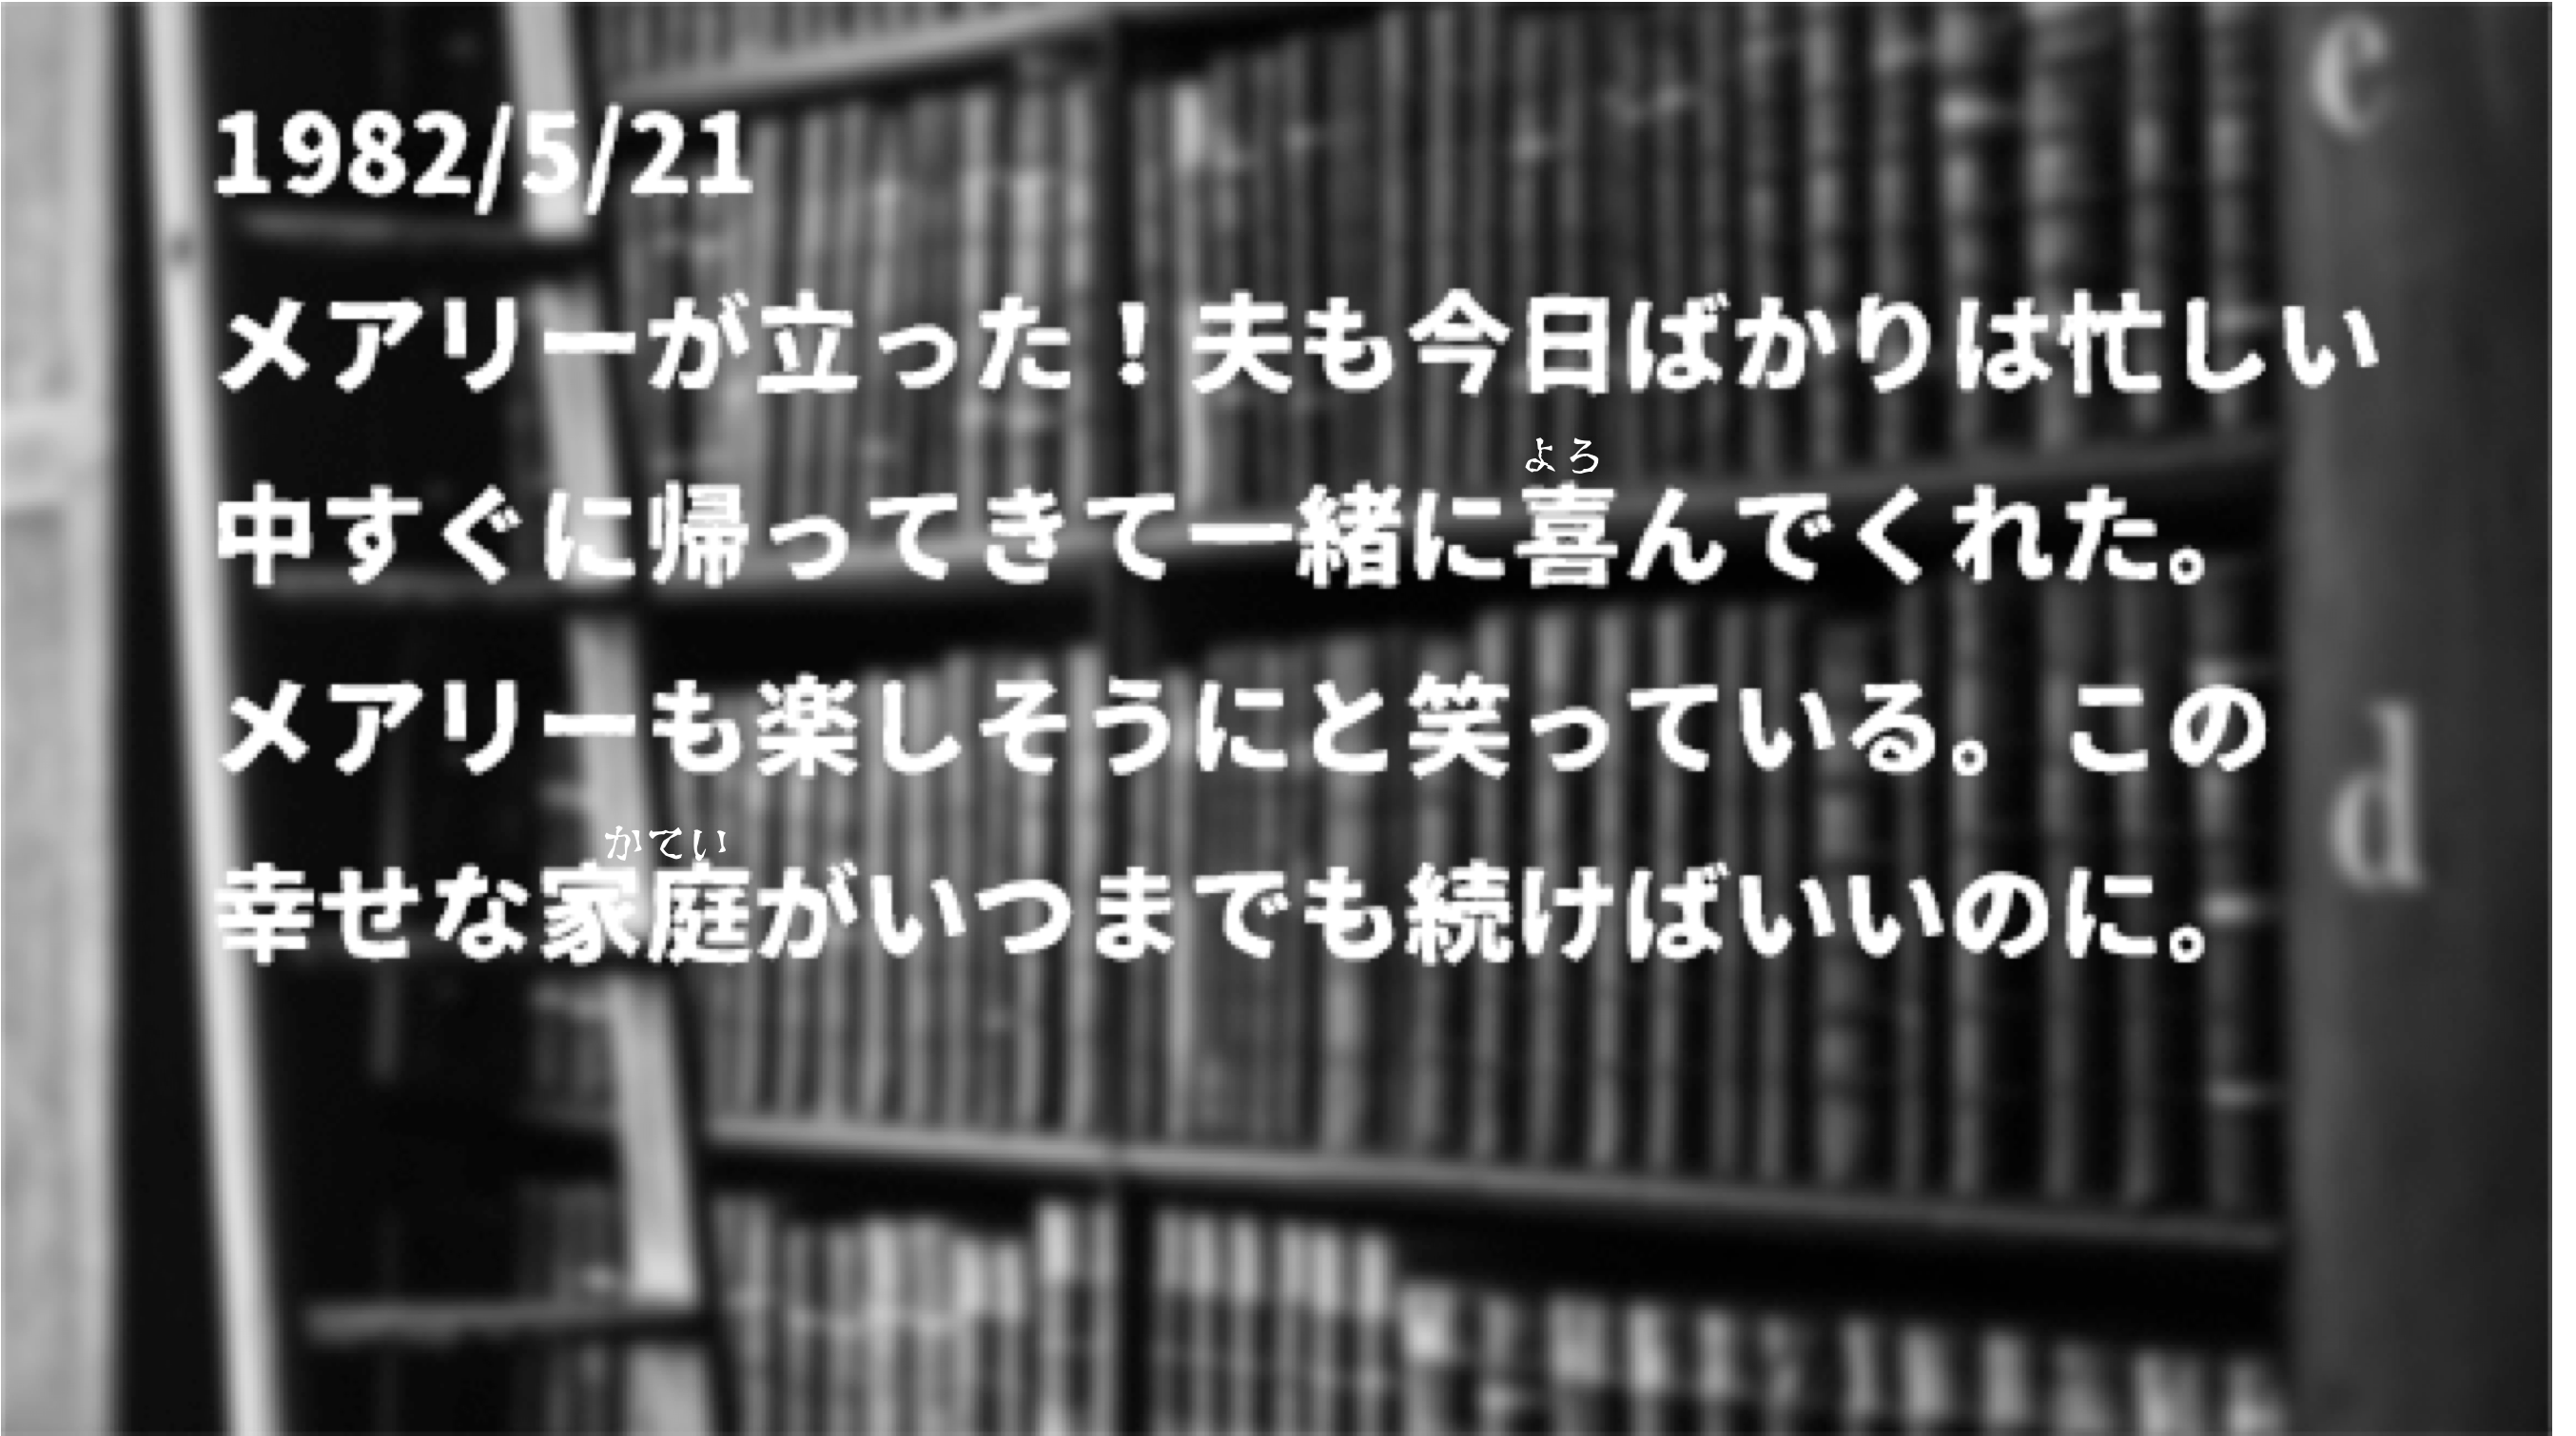 1982/5/21
メアリーが立った！夫も今日ばかりは忙しい
よろ
中すぐに帰ってきて一緒に喜んでくれた。
メアリーも楽しそうにと笑っている。この
かてい
幸せな家庭がいつまでも続けばいいのに。
e
d